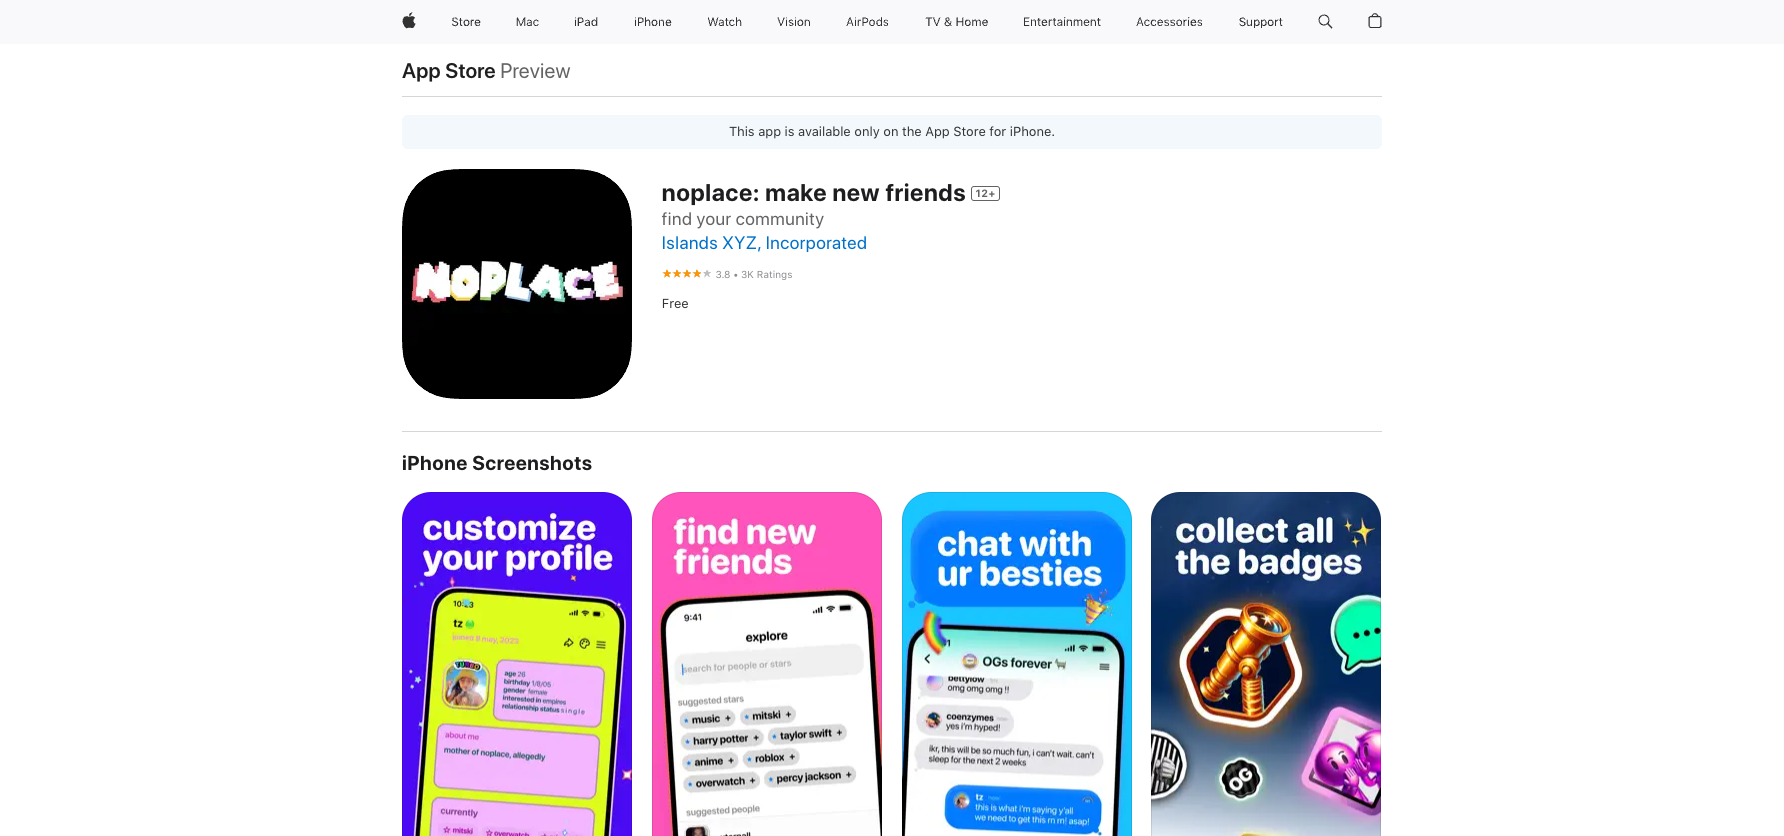 Store Mac iPad iPhone Watch Vision AirPods TV & Home Entertainment Accessories Support
App Store Preview
This app is available only on the App Store for iPhone.
NOPLACE
noplace: make new friends 12+
find your community
Islands XYZ, Incorporated
3.8 • 3K Ratings
Free
iPhone Screenshots
customize
your profile
tz
joined 8 may, 2023
TURBO
age 26
birthday 1/8/05
gender female
interested in empires
relationship status single
about me
mother of noplace, allegedly
currently
mitski overwatch
find new
friends
9:41
explore
search for people or stars
suggested stars
music +
mitski +
harry potter +
taylor swift +
anime +
roblox +
overwatch +
percy jackson +
suggested people
chat with
ur besties
OGs forever
bettylow
omg omg omg !!
coenzymes
yes i'm hyped!
ikr, this will be so much fun, i can't wait. can't
sleep for the next 2 weeks
tz
this is what i'm saying y'all
we need to get this rn rn! asap!
collect all
the badges
OG